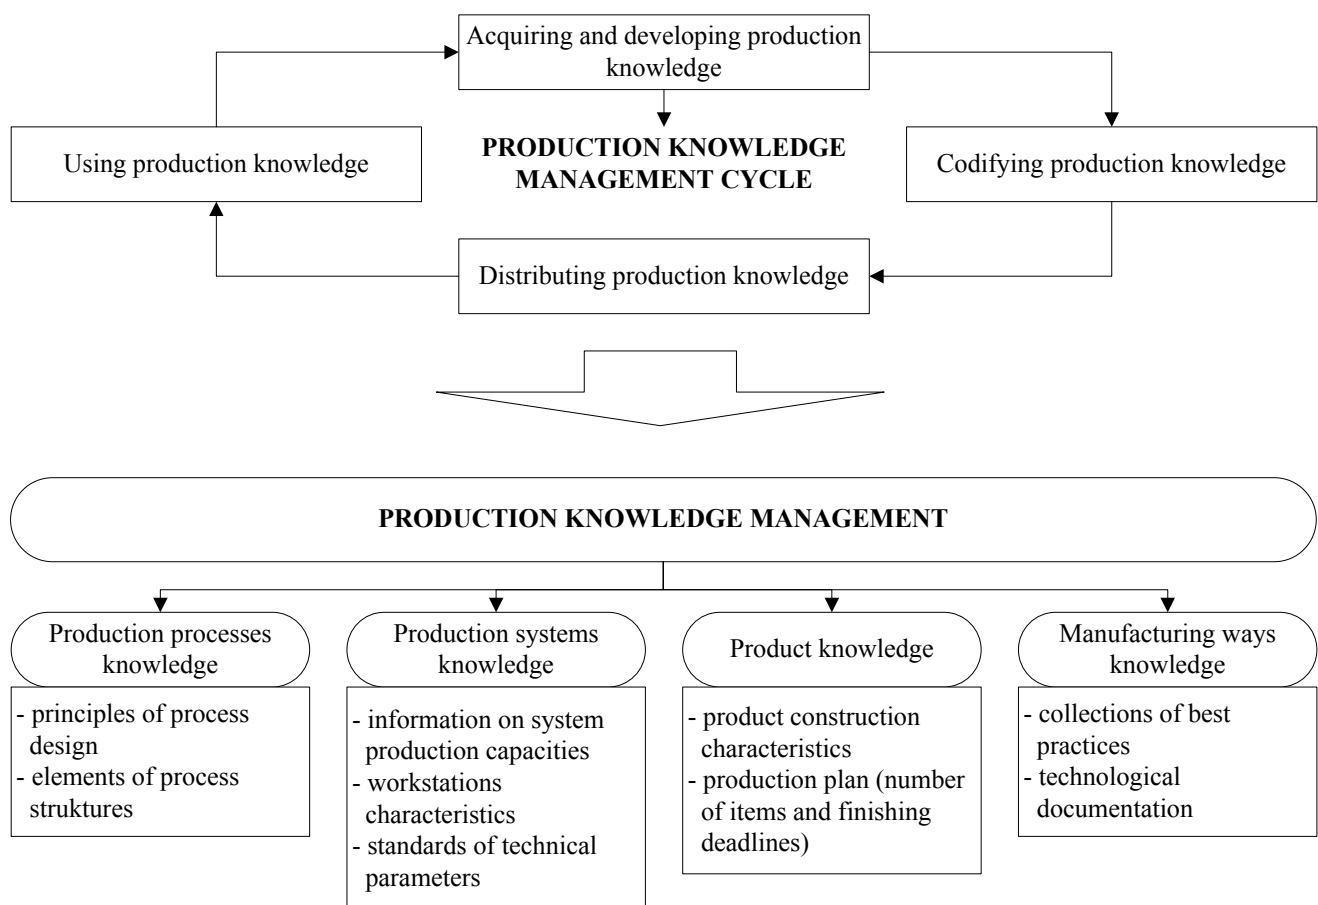 Acquiring and developing production
knowledge
Using production knowledge
PRODUCTION KNOWLEDGE
MANAGEMENT CYCLE
Codifying production knowledge
Distributing production knowledge
PRODUCTION KNOWLEDGE MANAGEMENT
Production processes
knowledge
- principles of process
design
- elements of process
struktures
Production systems
knowledge
- information on system
production capacities
- workstations
characteristics
- standards of technical
parameters
Product knowledge
- product construction
characteristics
- production plan (number
of items and finishing
deadlines)
Manufacturing ways
knowledge
- collections of best
practices
- technological
documentation